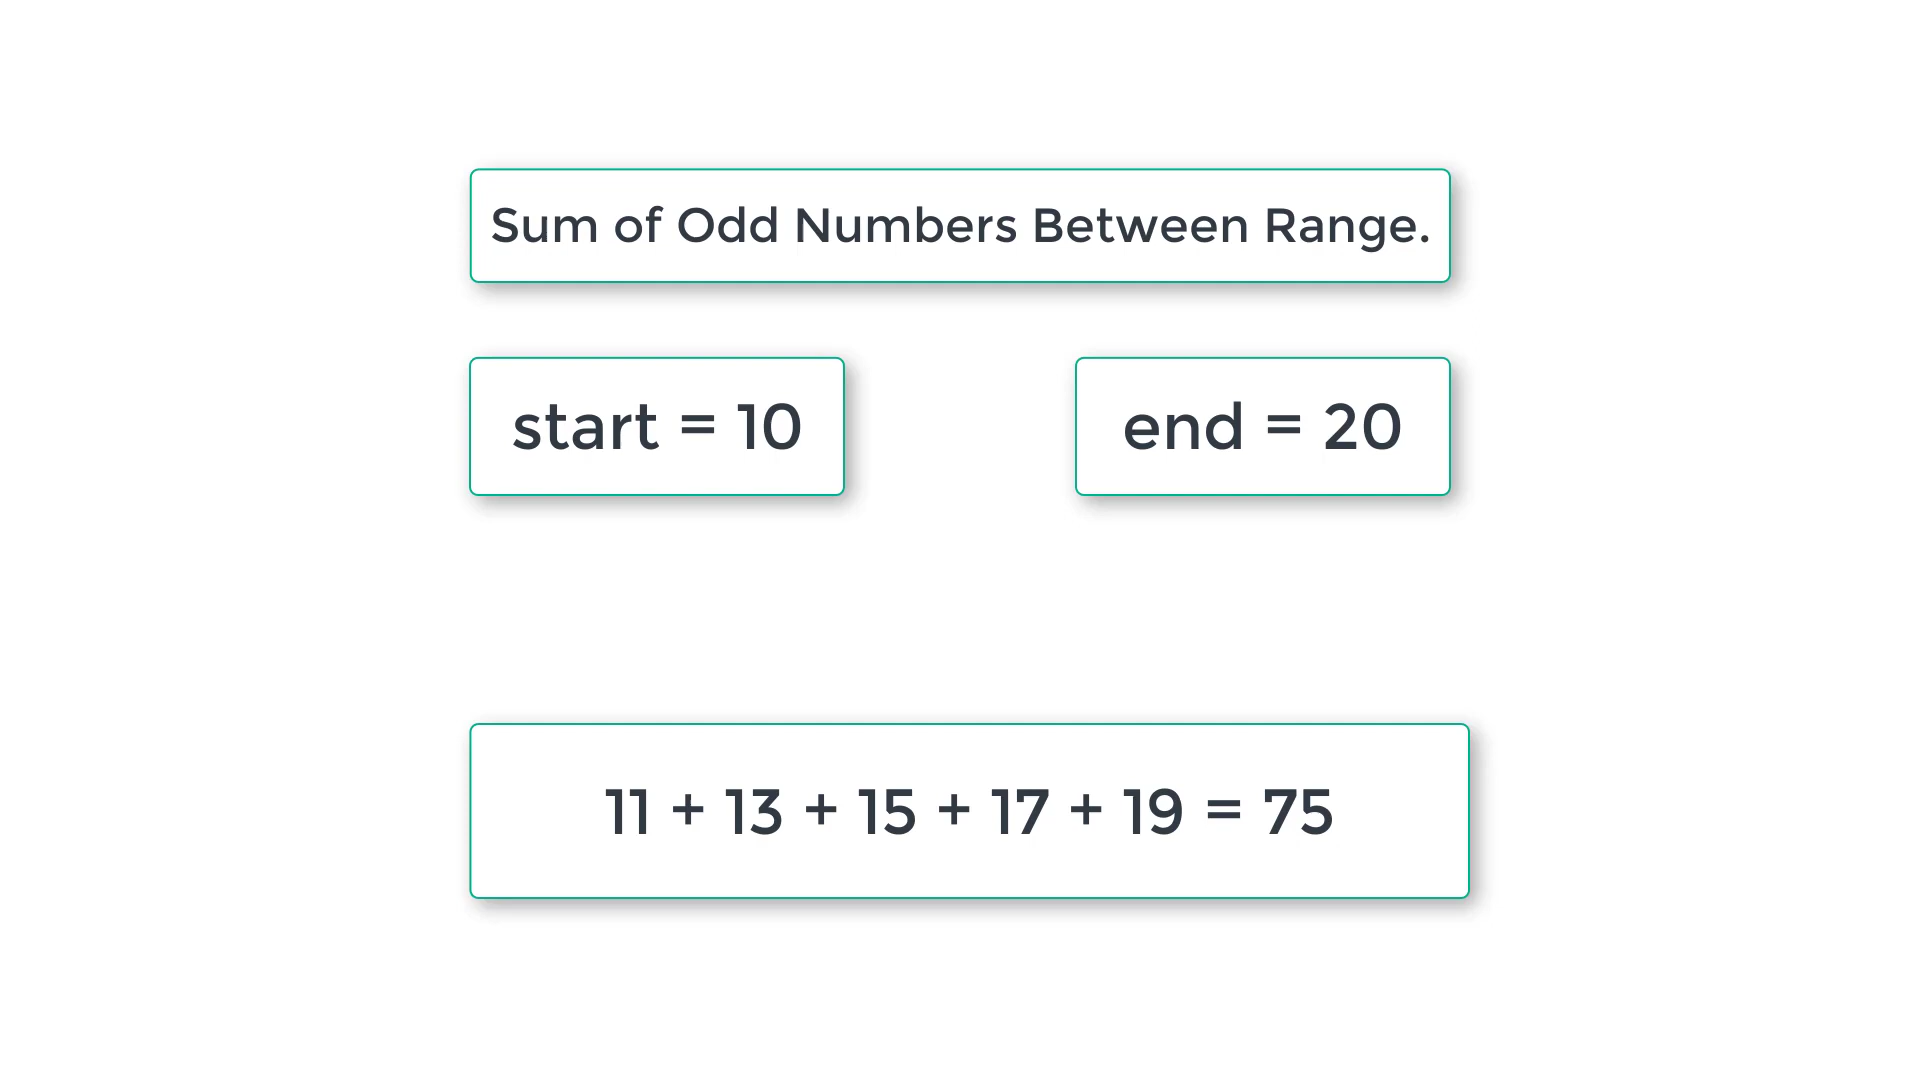 Sum of Odd Numbers Between Range.
start = 10
end = 20
11 + 13 + 15 + 17 + 19 = 75